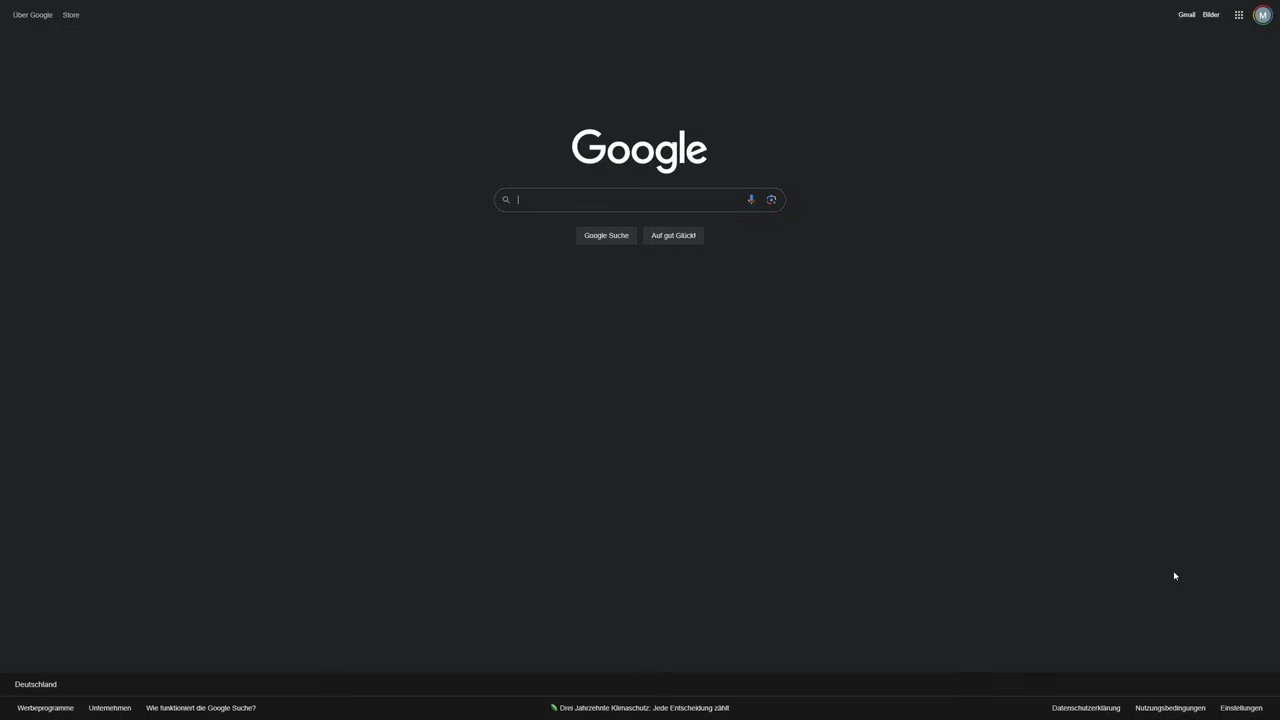 Über Google Store
Gmail Bilder
M
Google
Google Suche Auf gut Glück!
Deutschland
Werbeprogramme Unternehmen Wie funktioniert die Google Suche?
Drei Jahrzehnte Klimaschutz: Jede Entscheidung zählt
Datenschutzerklärung Nutzungsbedingungen Einstellungen